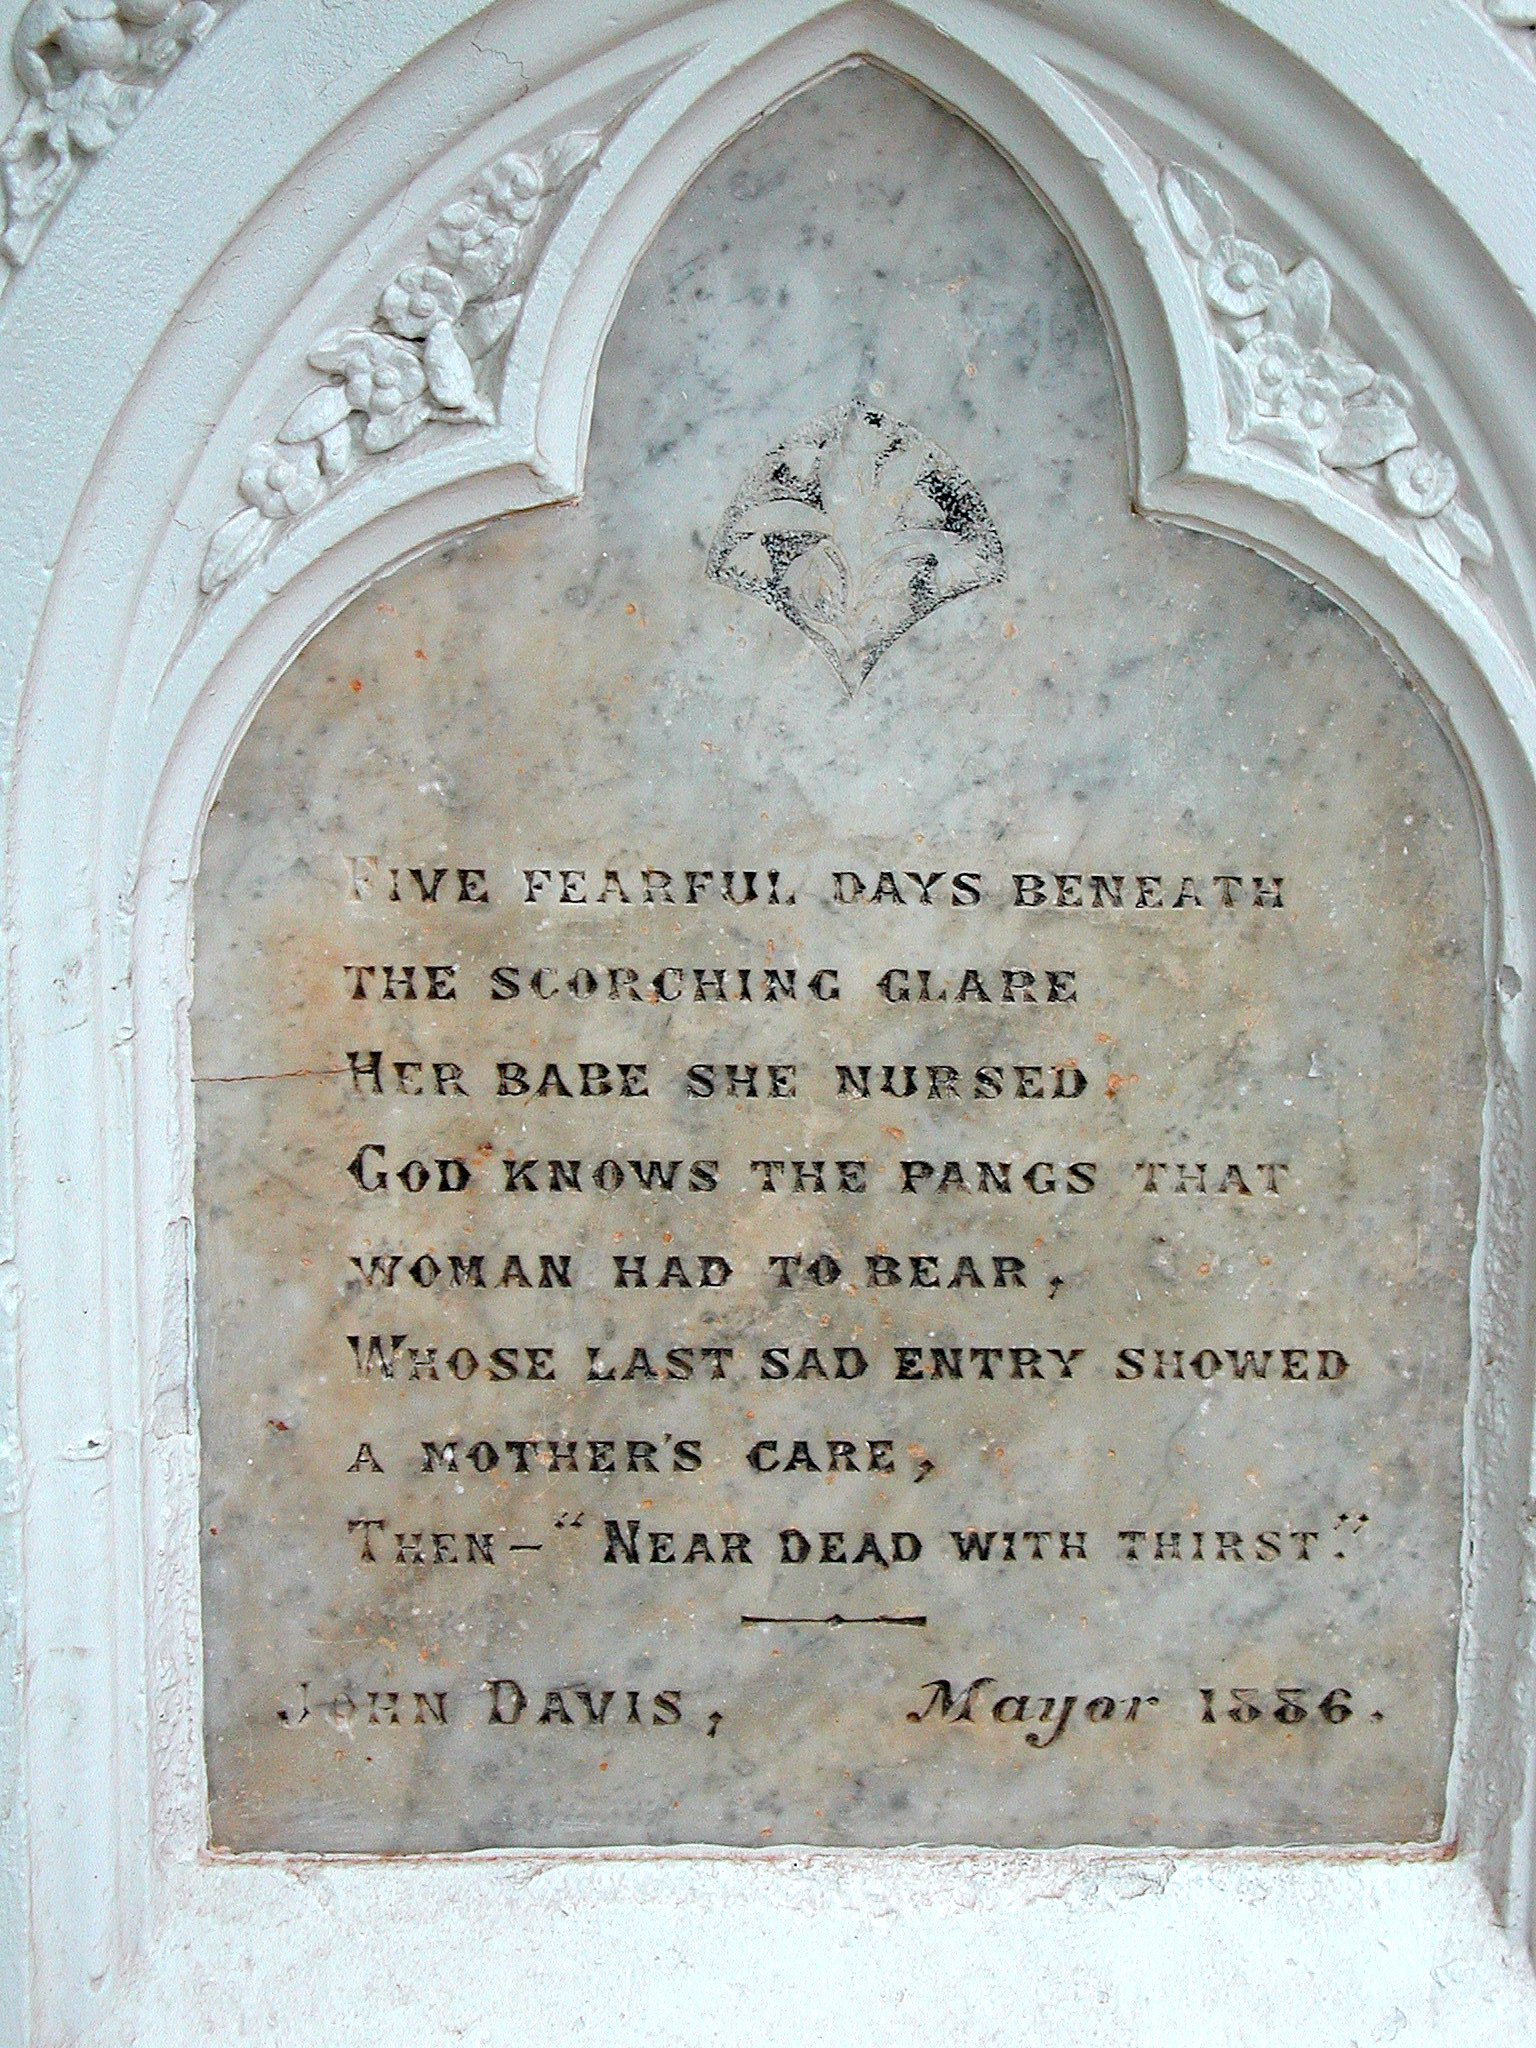 FIVE FEARFUL DAYS BENEATH
THE SCORCHING GLARE
HER BABE SHE NURSED.
GOD KNOWS THE PANGS THAT
WOMAN HAD TO BEAR,
WHOSE LAST SAD ENTRY SHOWED
A MOTHER'S CARE,
THEN – “NEAR DEAD WITH THIRST.”
JOHN DAVIS, Mayor 1886.